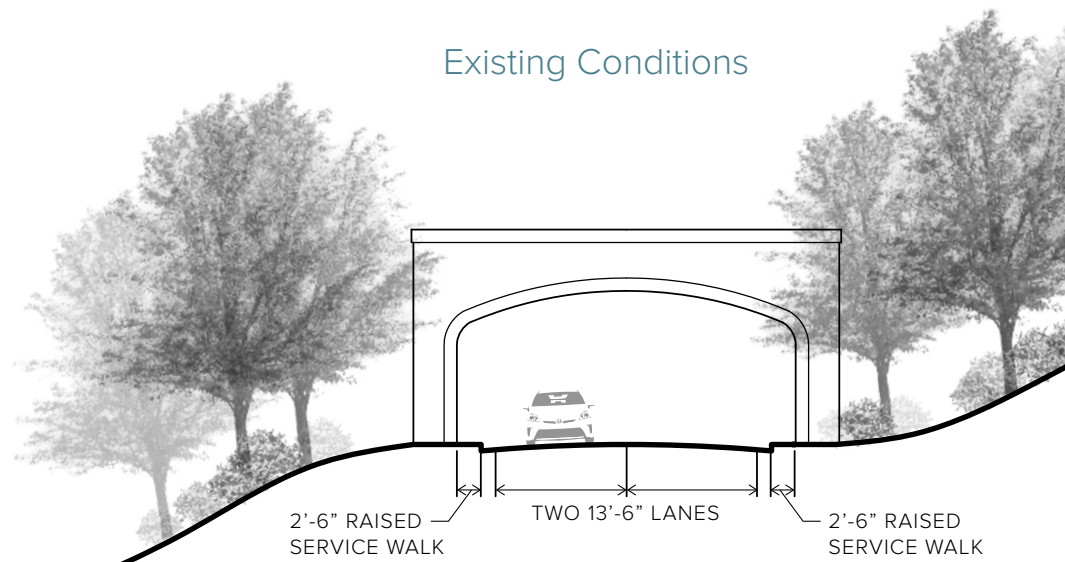 Existing Conditions
2’-6” RAISED
SERVICE WALK
TWO 13’-6” LANES
2’-6” RAISED
SERVICE WALK